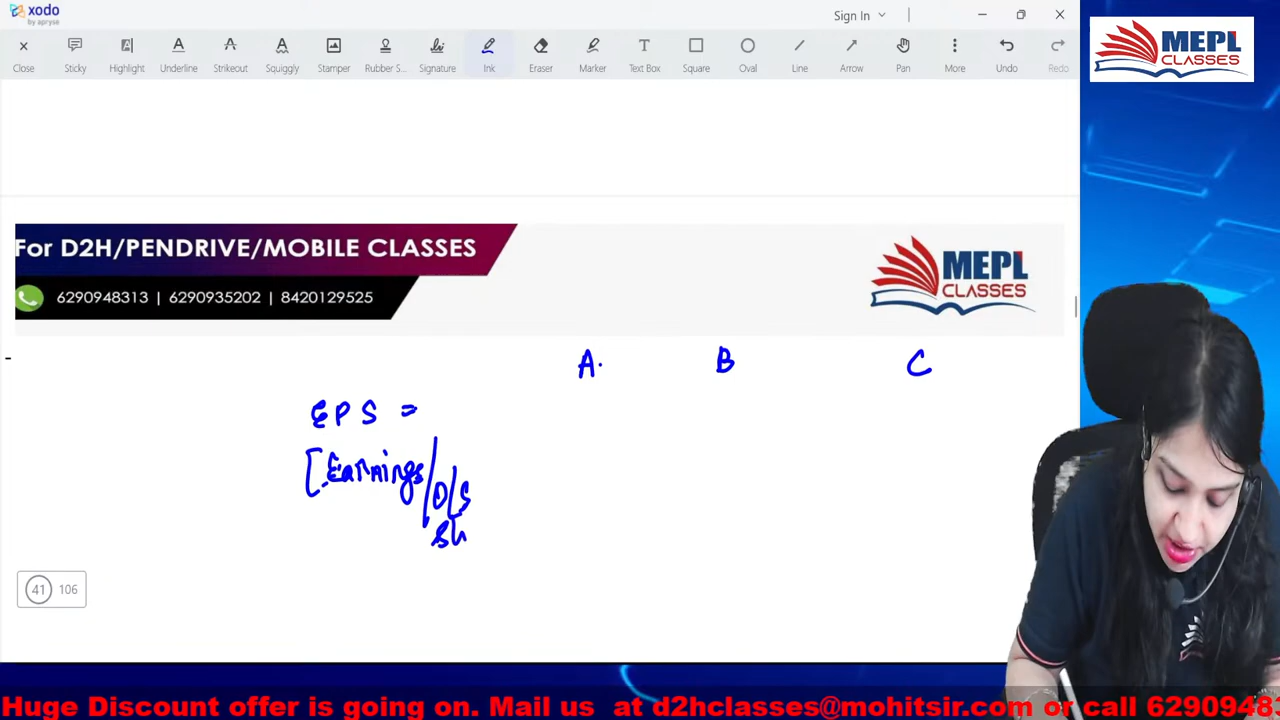 xodo
by apryse
Sign In
Close Sticky Highlight Underline Strikeout Squiggly Stamper Rubber Signature Ink Eraser Marker Text Box Square Oval Line Arrow Pan More Undo Redo
MEPL
CLASSES
For D2H/PENDRIVE/MOBILE CLASSES
6290948313 | 6290935202 | 8420129525
MEPL
CLASSES
A. B C
EPS =
[Earnings/O/S
Sh
41 106
Huge Discount offer is going on. Mail us at d2hclasses@mohitsir.com or call 6290948